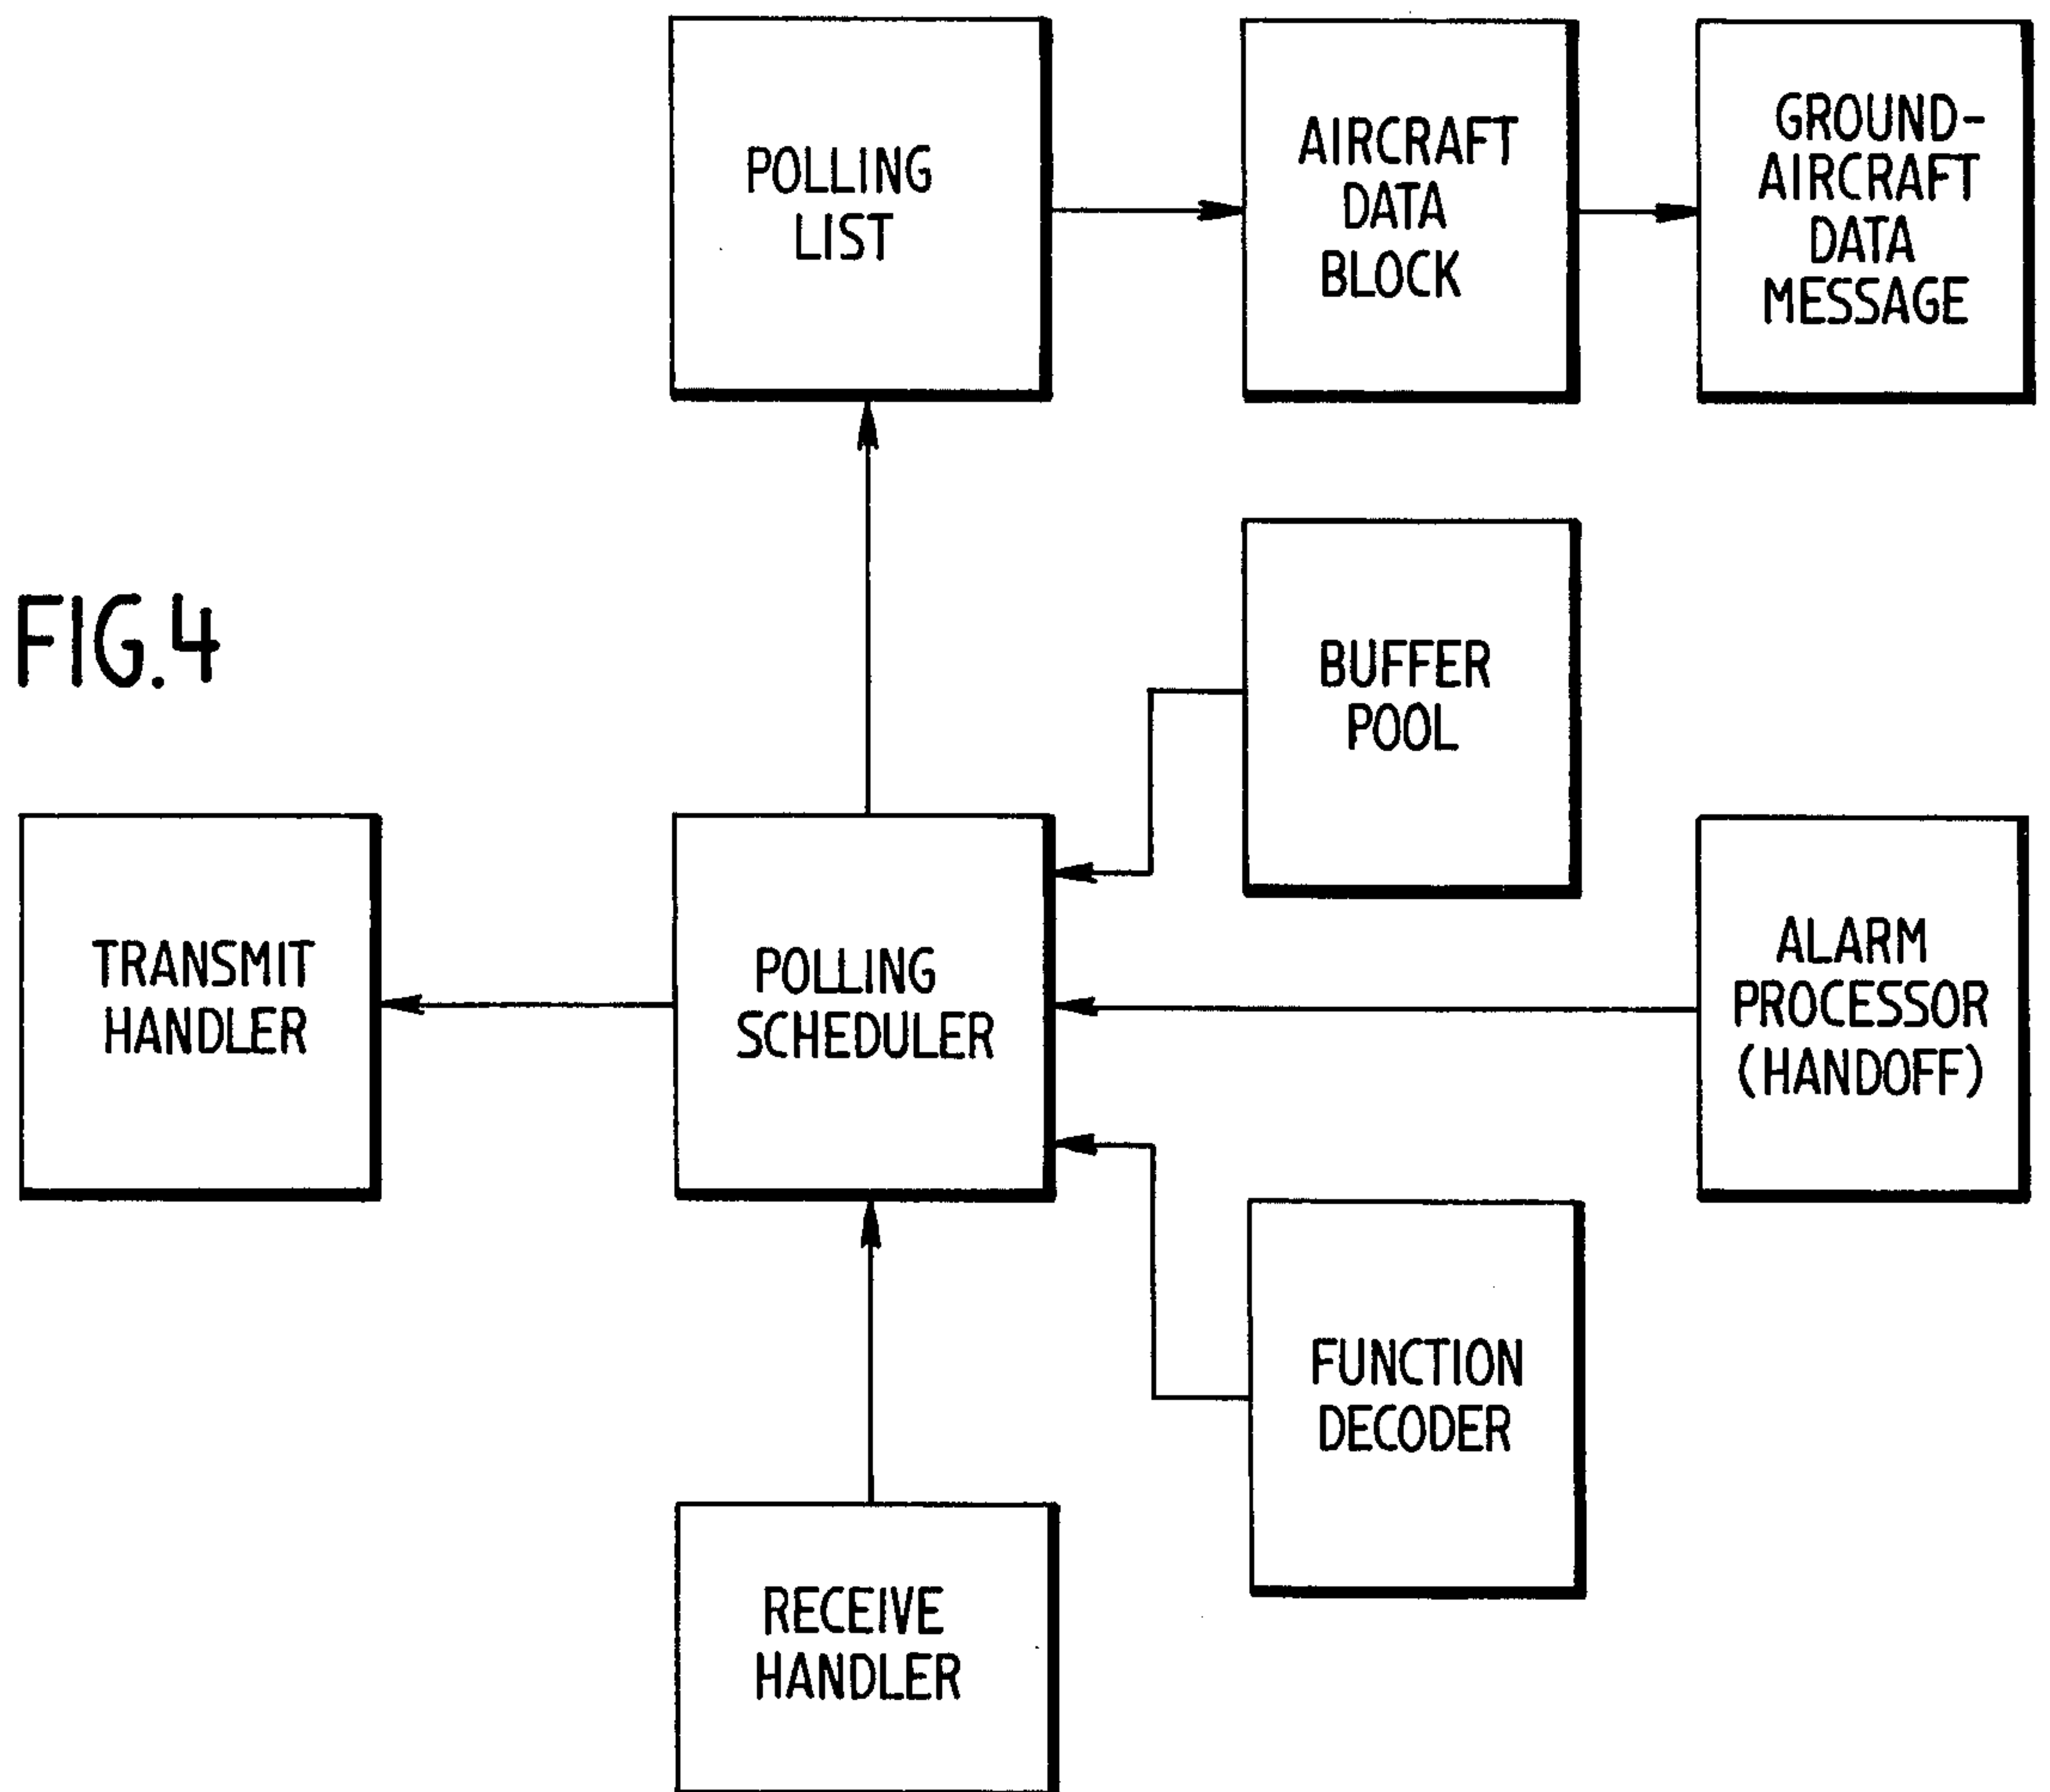 POLLING
LIST
AIRCRAFT
DATA
BLOCK
GROUND-
AIRCRAFT
DATA
MESSAGE
FIG.4
BUFFER
POOL
TRANSMIT
HANDLER
POLLING
SCHEDULER
ALARM
PROCESSOR
(HANDOFF)
FUNCTION
DECODER
RECEIVE
HANDLER